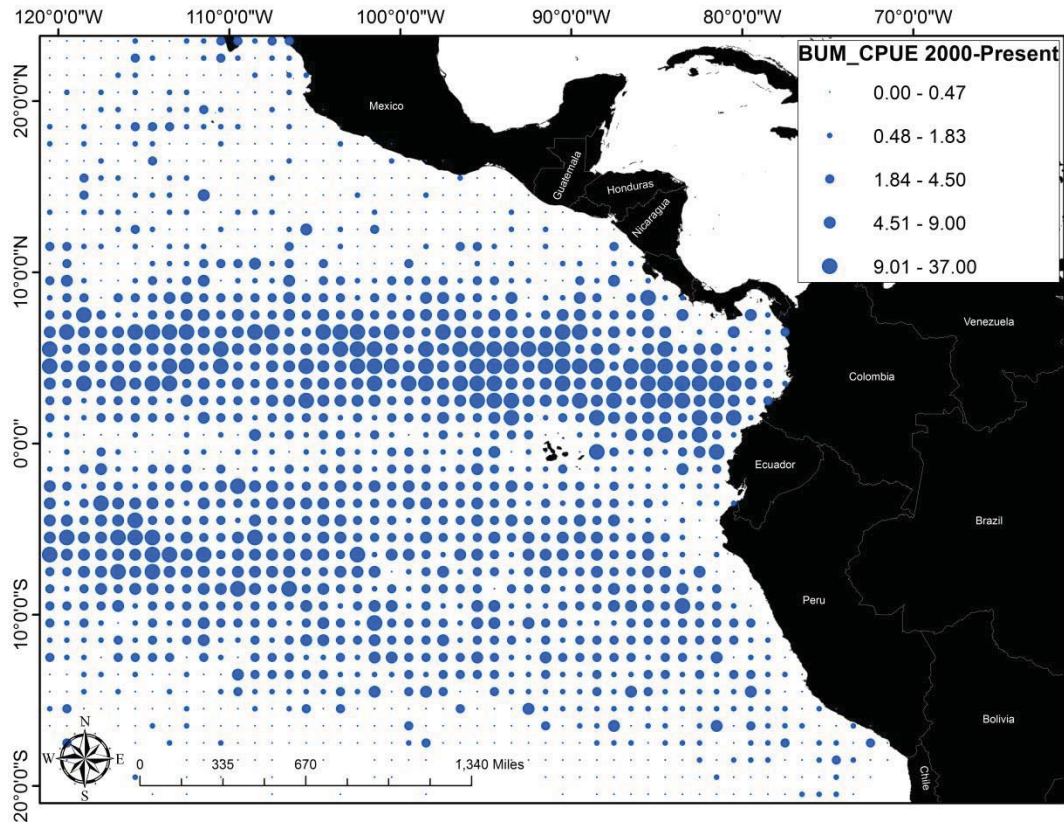 120°0'0"W 110°0'0"W 100°0'0"W 90°0'0"W 80°0'0"W 70°0'0"W
BUM_CPUE 2000-Present
0.00 - 0.47
0.48 - 1.83
1.84 - 4.50
4.51 - 9.00
9.01 - 37.00
20°0'0"N
Mexico
Guatemala
Honduras
Nicaragua
10°0'0"N
Venezuela
Colombia
0°0'0"
Ecuador
Brazil
Peru
10°0'0"S
Bolivia
N
W E
S
0 335 670 1,340 Miles
Chile
20°0'0"S